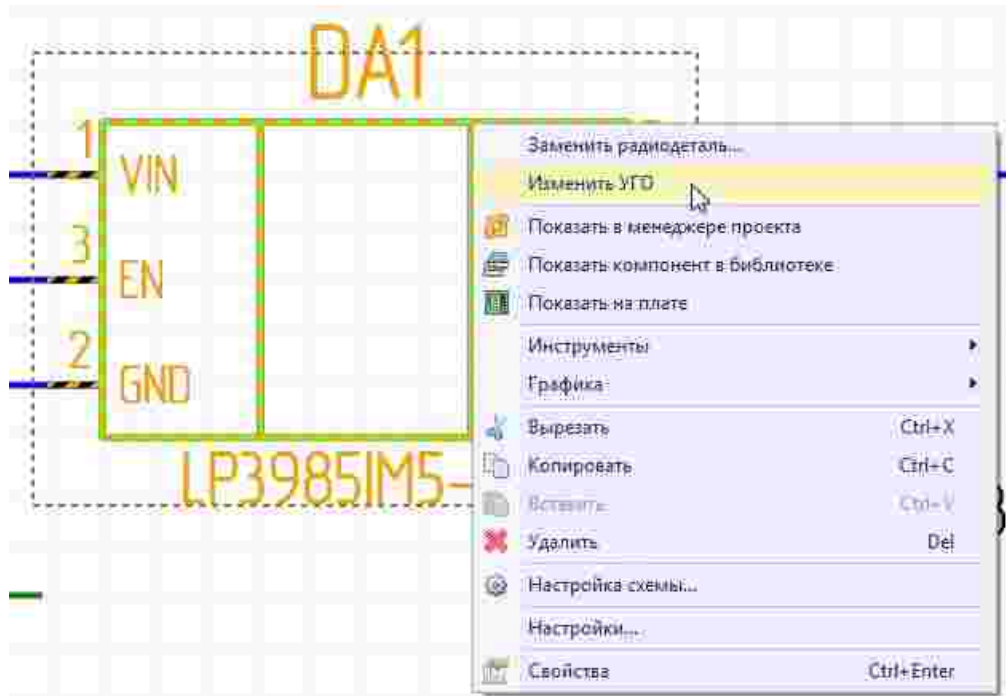 DA1
1
VIN
3
EN
2
GND
LP3985IM5-
Заменить радиодеталь...
Изменить УГО
Показать в менеджере проекта
Показать компонент в библиотеке
Показать на плате
Инструменты
Графика
Вырезать Ctrl+X
Копировать Ctrl+C
Вставить Ctrl+V
Удалить Del
Настройка схемы...
Настройки...
Свойства Ctrl+Enter